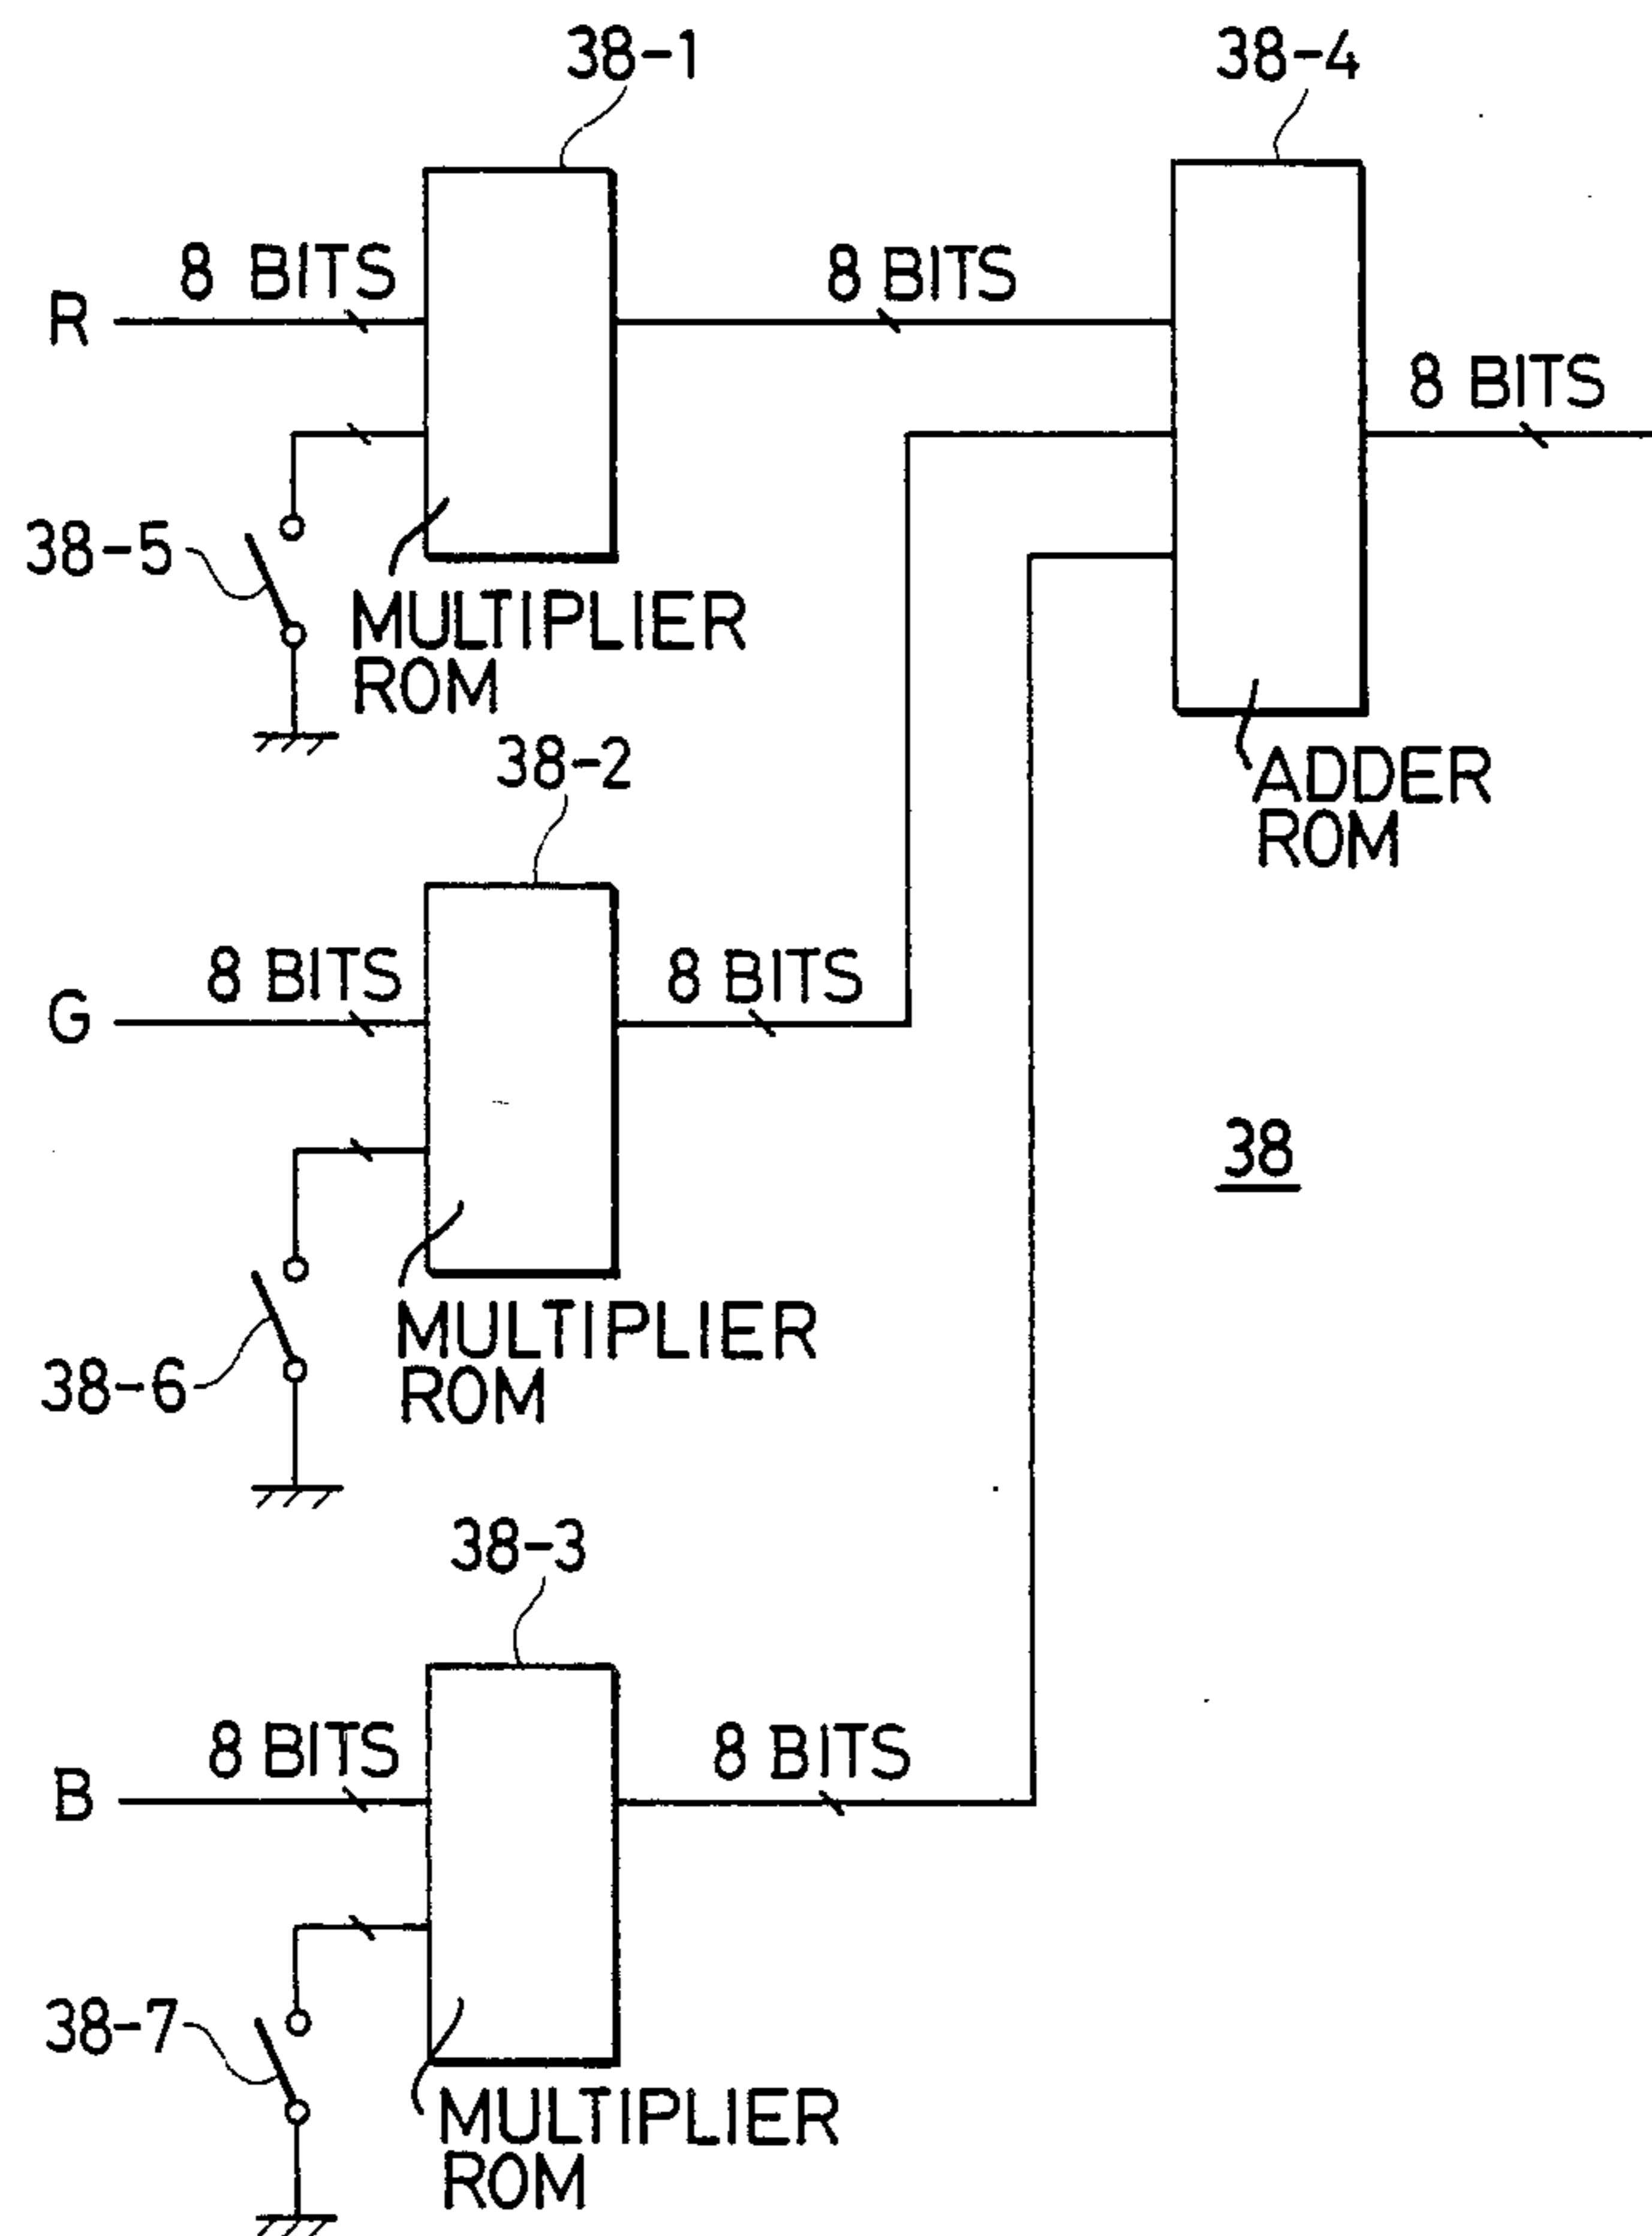 38-1
38-4
8 BITS
8 BITS
R
8 BITS
38-5
MULTIPLIER
ROM
38-2
ADDER
ROM
8 BITS
8 BITS
G
38
38-6
MULTIPLIER
ROM
38-3
8 BITS
8 BITS
B
38-7
MULTIPLIER
ROM